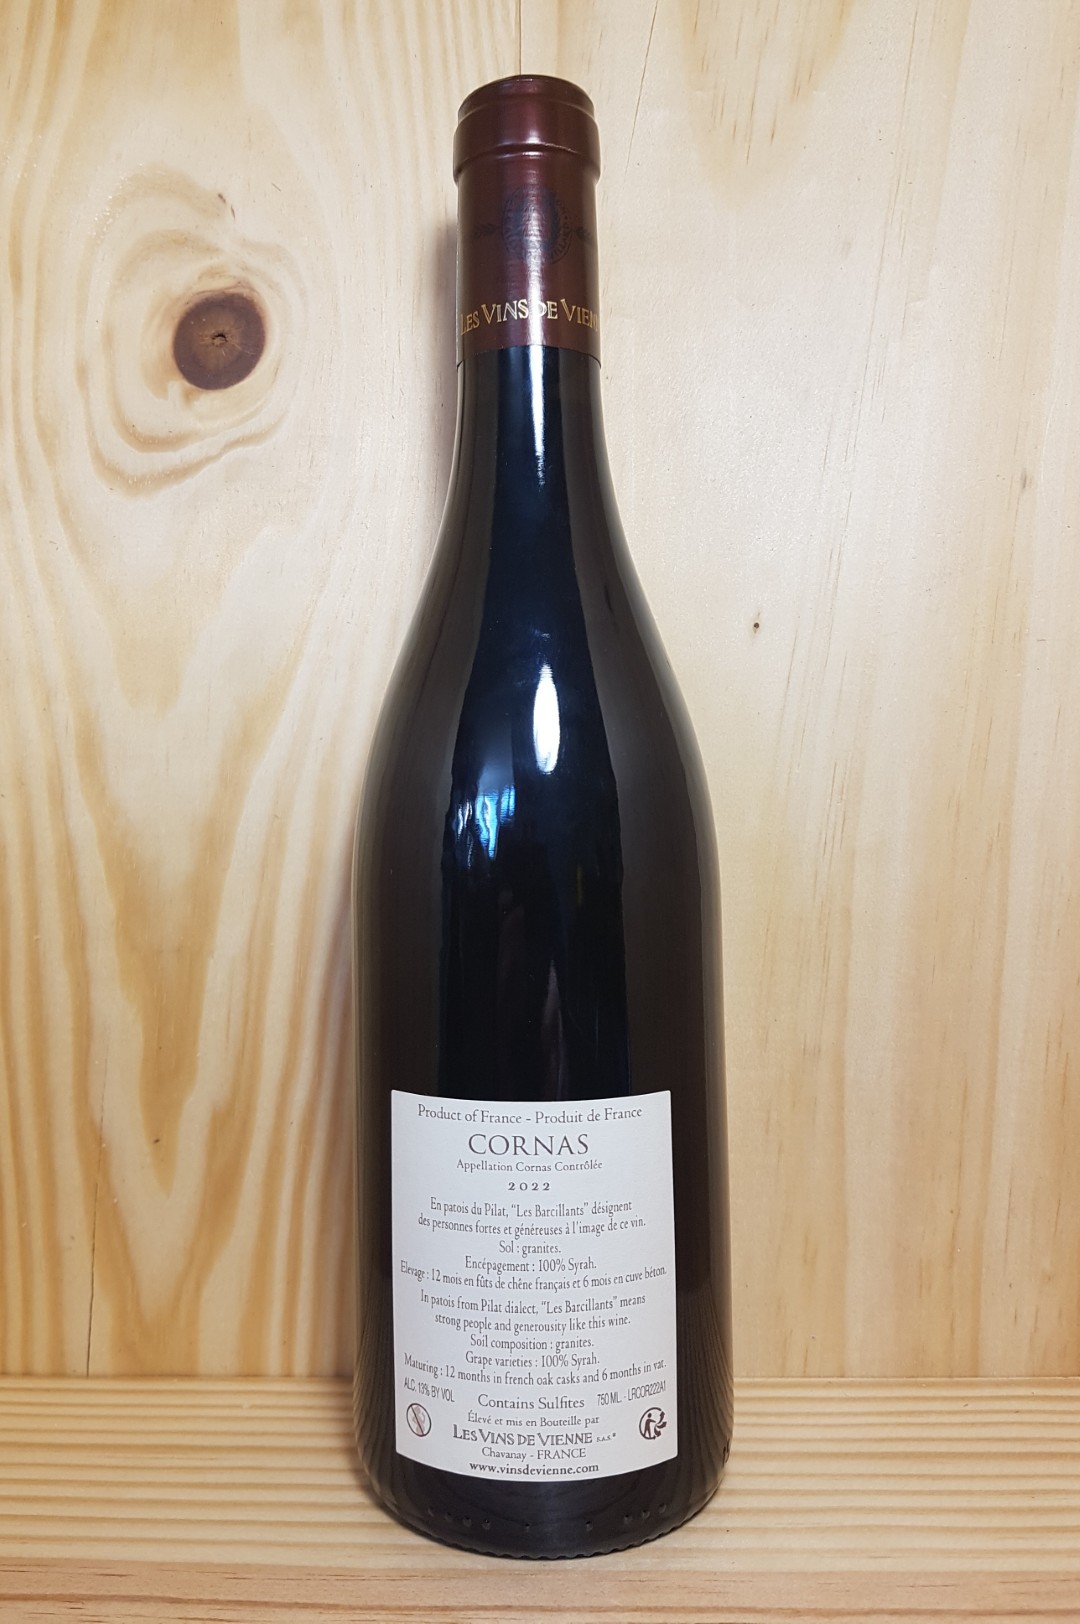 LES VINS DE VIEN
Product of France - Produit de France
CORNAS
Appellation Cornas Contrôlée
2022
En patois du Pilat, "Les Barcillants" désignent
des personnes fortes et généreuses à l'image de ce vin.
Sol : granites.
Encépagement : 100% Syrah.
Elevage : 12 mois en fûts de chêne français et 6 mois en cuve béton.
In patois from Pilat dialect, "Les Barcillants" means
strong people and generousity like this wine.
Soil composition : granites.
Grape varieties : 100% Syrah.
Maturing : 12 months in french oak casks and 6 months in vat.
ALC. 13% BY VOL Contains Sulfites 750 ML. - LRCOR222A1
Élevé et mis en Bouteille par
LES VINS DE VIENNE S.A.S.
Chavanay - FRANCE
www.vinsdevienne.com